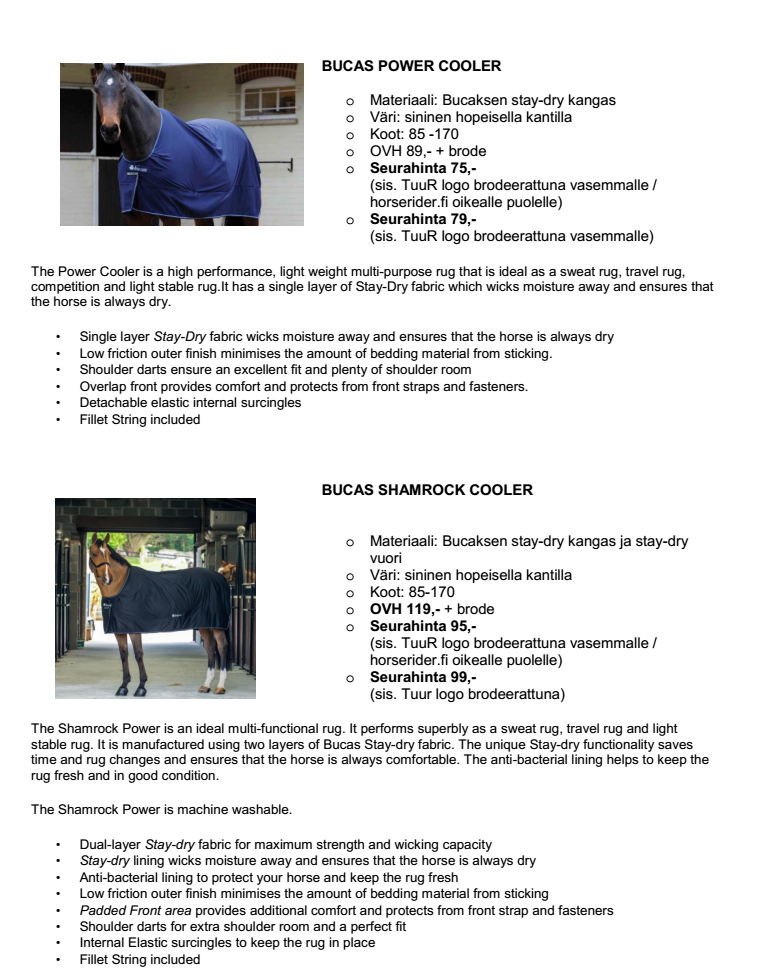 BUCAS POWER COOLER
o Materiaali: Bucaksen stay-dry kangas
o Väri: sininen hopeisella kantilla
o Koot: 85 -170
o OVH 89,- + brode
o Seurahinta 75,-
(sis. TuuR logo brodeerattuna vasemmalle /
horserider.fi oikealle puolelle)
o Seurahinta 79,-
(sis. TuuR logo brodeerattuna vasemmalle)
The Power Cooler is a high performance, light weight multi-purpose rug that is ideal as a sweat rug, travel rug,
competition and light stable rug.It has a single layer of Stay-Dry fabric which wicks moisture away and ensures that
the horse is always dry.
• Single layer Stay-Dry fabric wicks moisture away and ensures that the horse is always dry
• Low friction outer finish minimises the amount of bedding material from sticking.
• Shoulder darts ensure an excellent fit and plenty of shoulder room
• Overlap front provides comfort and protects from front straps and fasteners.
• Detachable elastic internal surcingles
• Fillet String included
BUCAS SHAMROCK COOLER
o Materiaali: Bucaksen stay-dry kangas ja stay-dry
vuori
o Väri: sininen hopeisella kantilla
o Koot: 85-170
o OVH 119,- + brode
o Seurahinta 95,-
(sis. TuuR logo brodeerattuna vasemmalle /
horserider.fi oikealle puolelle)
o Seurahinta 99,-
(sis. Tuur logo brodeerattuna)
The Shamrock Power is an ideal multi-functional rug. It performs superbly as a sweat rug, travel rug and light
stable rug. It is manufactured using two layers of Bucas Stay-dry fabric. The unique Stay-dry functionality saves
time and rug changes and ensures that the horse is always comfortable. The anti-bacterial lining helps to keep the
rug fresh and in good condition.
The Shamrock Power is machine washable.
• Dual-layer Stay-dry fabric for maximum strength and wicking capacity
• Stay-dry lining wicks moisture away and ensures that the horse is always dry
• Anti-bacterial lining to protect your horse and keep the rug fresh
• Low friction outer finish minimises the amount of bedding material from sticking
• Padded Front area provides additional comfort and protects from front strap and fasteners
• Shoulder darts for extra shoulder room and a perfect fit
• Internal Elastic surcingles to keep the rug in place
• Fillet String included